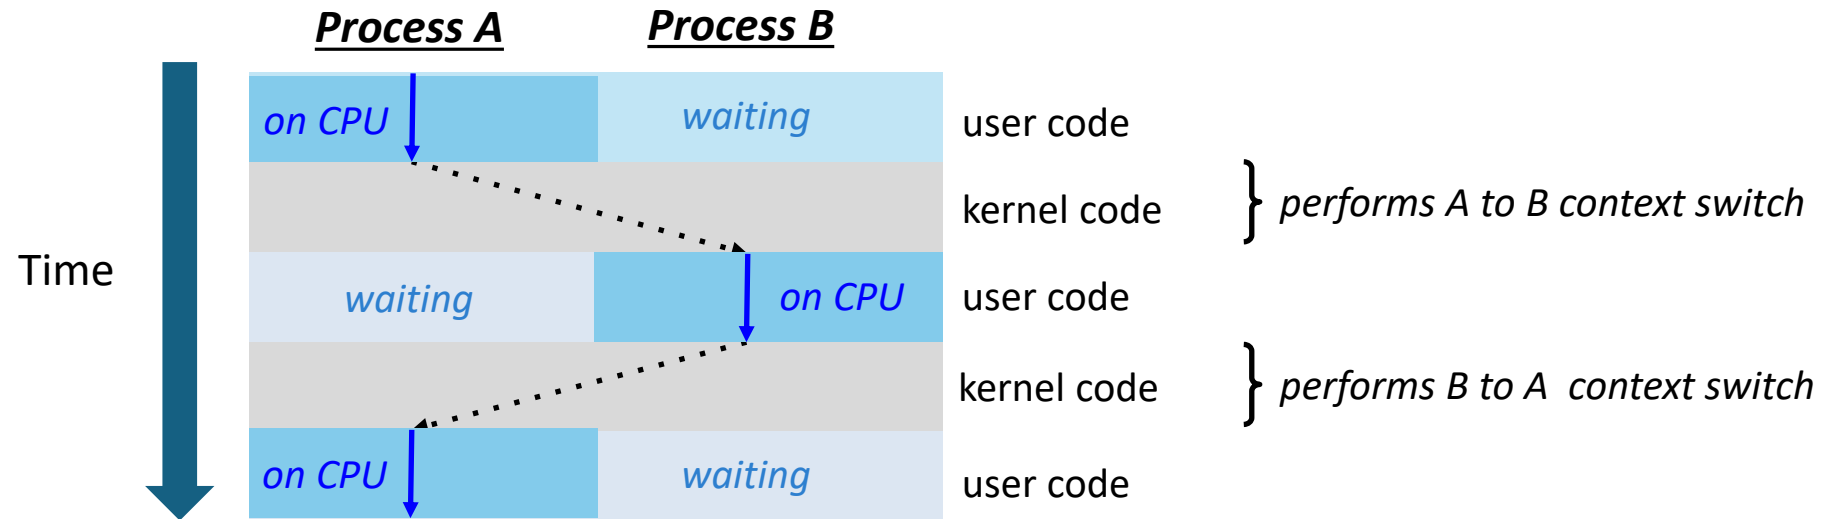 Process A Process B
on CPU waiting user code
kernel code performs A to B context switch
Time
waiting on CPU user code
kernel code performs B to A context switch
on CPU waiting user code